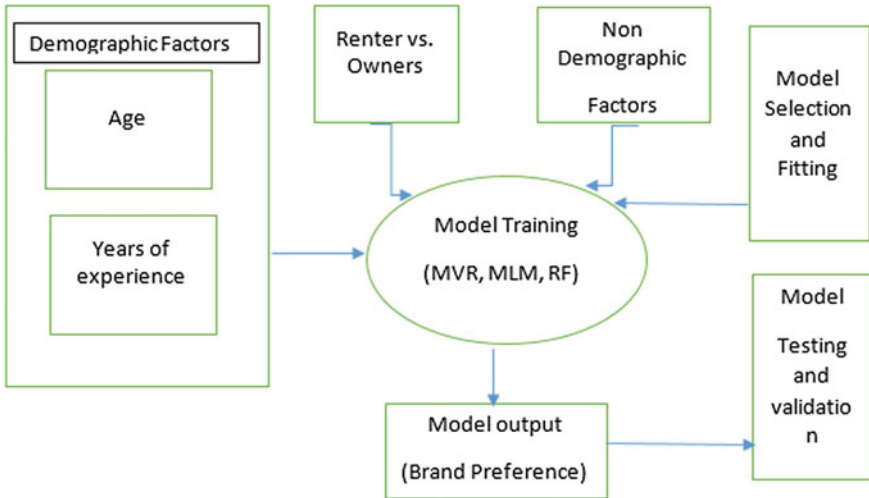 Demographic Factors
Age
Years of
experience
Renter vs.
Owners
Non
Demographic
Factors
Model
Selection
and
Fitting
Model Training
(MVR, MLM, RF)
Model output
(Brand Preference)
Model
Testing
and
validatio
n